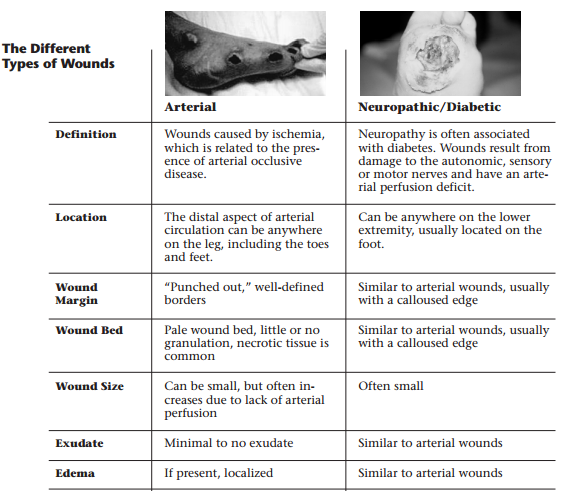 The Different
Types of Wounds
Arterial
Neuropathic/Diabetic
Definition
Wounds caused by ischemia,
which is related to the pres-
ence of arterial occlusive
disease.
Neuropathy is often associated
with diabetes. Wounds result from
damage to the autonomic, sensory
or motor nerves and have an arte-
rial perfusion deficit.
Location
The distal aspect of arterial
circulation can be anywhere
on the leg, including the toes
and feet.
Can be anywhere on the lower
extremity, usually located on the
foot.
Wound
Margin
“Punched out,” well-defined
borders
Similar to arterial wounds, usually
with a calloused edge
Wound Bed
Pale wound bed, little or no
granulation, necrotic tissue is
common
Similar to arterial wounds, usually
with a calloused edge
Wound Size
Can be small, but often in-
creases due to lack of arterial
perfusion
Often small
Exudate
Minimal to no exudate
Similar to arterial wounds
Edema
If present, localized
Similar to arterial wounds